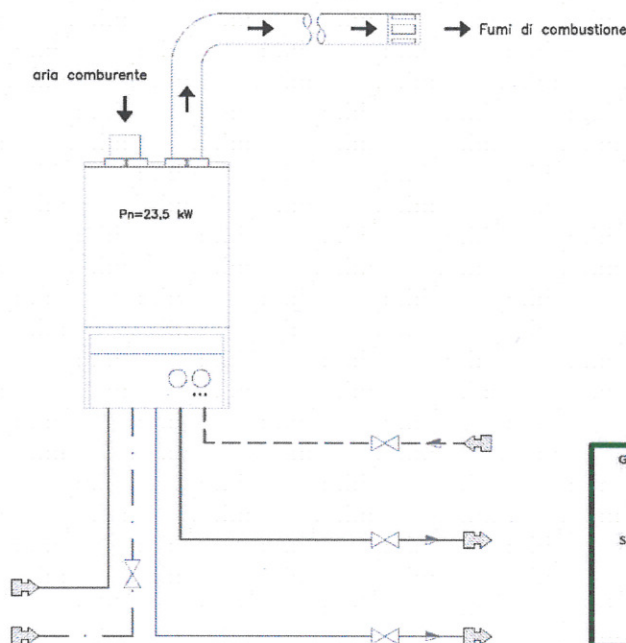 Fumi di combustione
aria comburente
Pn=23,5 kW
G
S